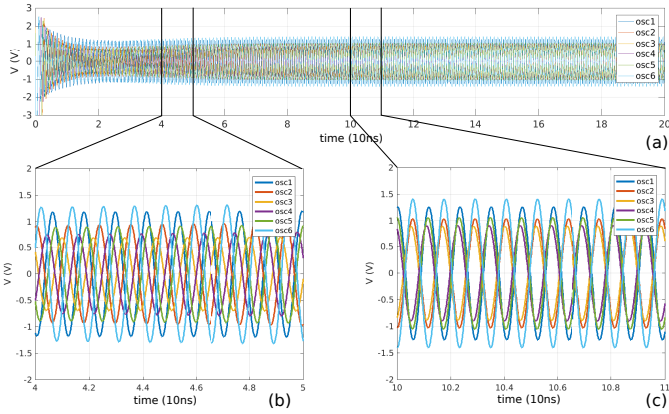 3
2
1
0
-1
-2
-3
V (V)
0
2
4
6
8
10
12
14
16
18
20
time (10ns)
osc1
osc2
osc3
osc4
osc5
osc6
(a)
2
1.5
1
0.5
0
-0.5
-1
-1.5
-2
V (V)
4
4.2
4.4
4.6
4.8
5
time (10ns)
osc1
osc2
osc3
osc4
osc5
osc6
(b)
2
1.5
1
0.5
0
-0.5
-1
-1.5
-2
V (V)
10
10.2
10.4
10.6
10.8
11
time (10ns)
osc1
osc2
osc3
osc4
osc5
osc6
(c)